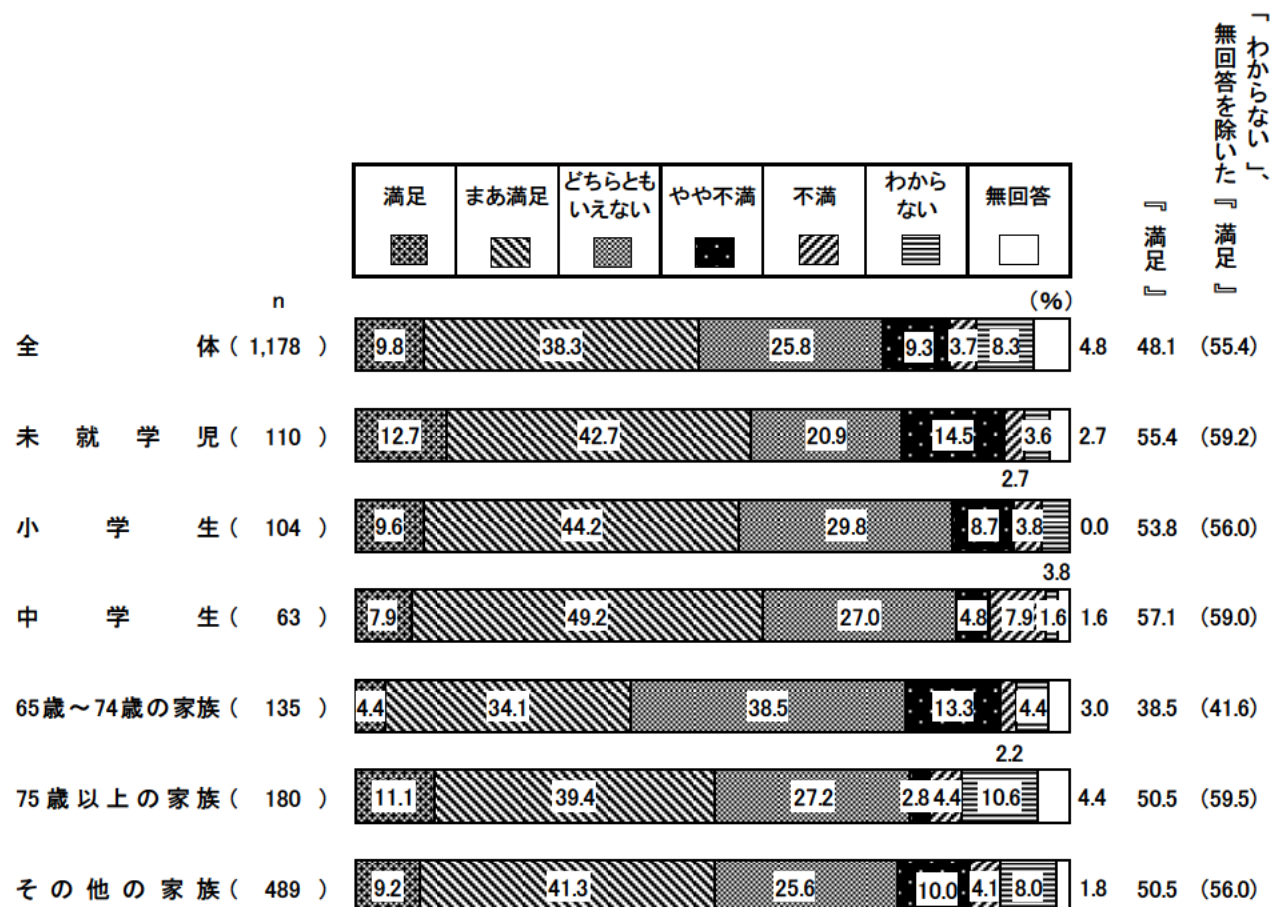 「わからない」、
無回答を除いた『満足』
『満足』
満足 まあ満足 どちらとも やや不満 不満 わから 無回答
いえない ない
n (%)
全体 ( 1,178 ) 9.8 38.3 25.8 9.3 3.7 8.3 4.8 48.1 (55.4)
未就学児 ( 110 ) 12.7 42.7 20.9 14.5 3.6 2.7 55.4 (59.2)
2.7
小学生 ( 104 ) 9.6 44.2 29.8 8.7 3.8 0.0 53.8 (56.0)
3.8
中学生 ( 63 ) 7.9 49.2 27.0 4.8 7.9 1.6 1.6 57.1 (59.0)
65歳～74歳の家族 ( 135 ) 4.4 34.1 38.5 13.3 4.4 3.0 38.5 (41.6)
2.2
75歳以上の家族 ( 180 ) 11.1 39.4 27.2 2.8 4.4 10.6 4.4 50.5 (59.5)
その他の家族 ( 489 ) 9.2 41.3 25.6 10.0 4.1 8.0 1.8 50.5 (56.0)